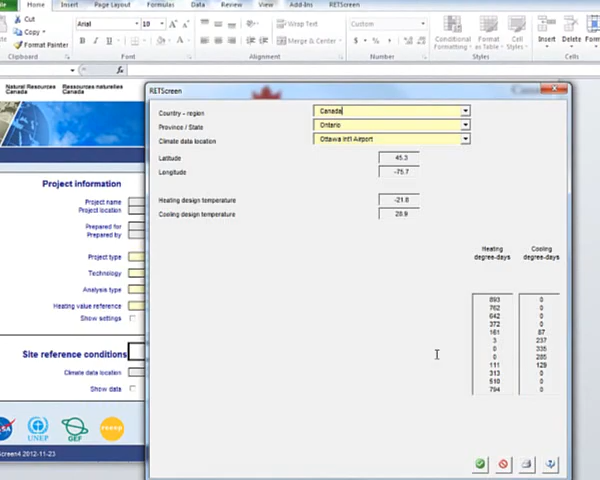 Home Insert Page Layout Formulas Data Review View Add-Ins RETScreen
Cut
Copy
Format Painter
Clipboard
Arial 10
B I U
Font
Wrap Text
Merge & Center
Alignment
Custom
$ % ,
Number
Conditional Formatting
Format as Table
Cell Styles
Styles
Insert Delete Format
Cells
fx
Natural Resources Canada
Ressources naturelles Canada
Project information
Project name
Project location
Prepared for
Prepared by
Project type
Technology
Analysis type
Heating value reference
Show settings
Site reference conditions
Climate data location
Show data
NASA UNEP GEF reeep
RETScreen
Country - region Canada
Province / State Ontario
Climate data location Ottawa Int'l Airport
Latitude 45.3
Longitude -75.7
Heating design temperature -21.8
Cooling design temperature 28.9
Heating degree-days Cooling degree-days
893 0
762 0
642 0
372 0
161 87
3 237
0 335
0 285
111 129
313 0
510 0
794 0